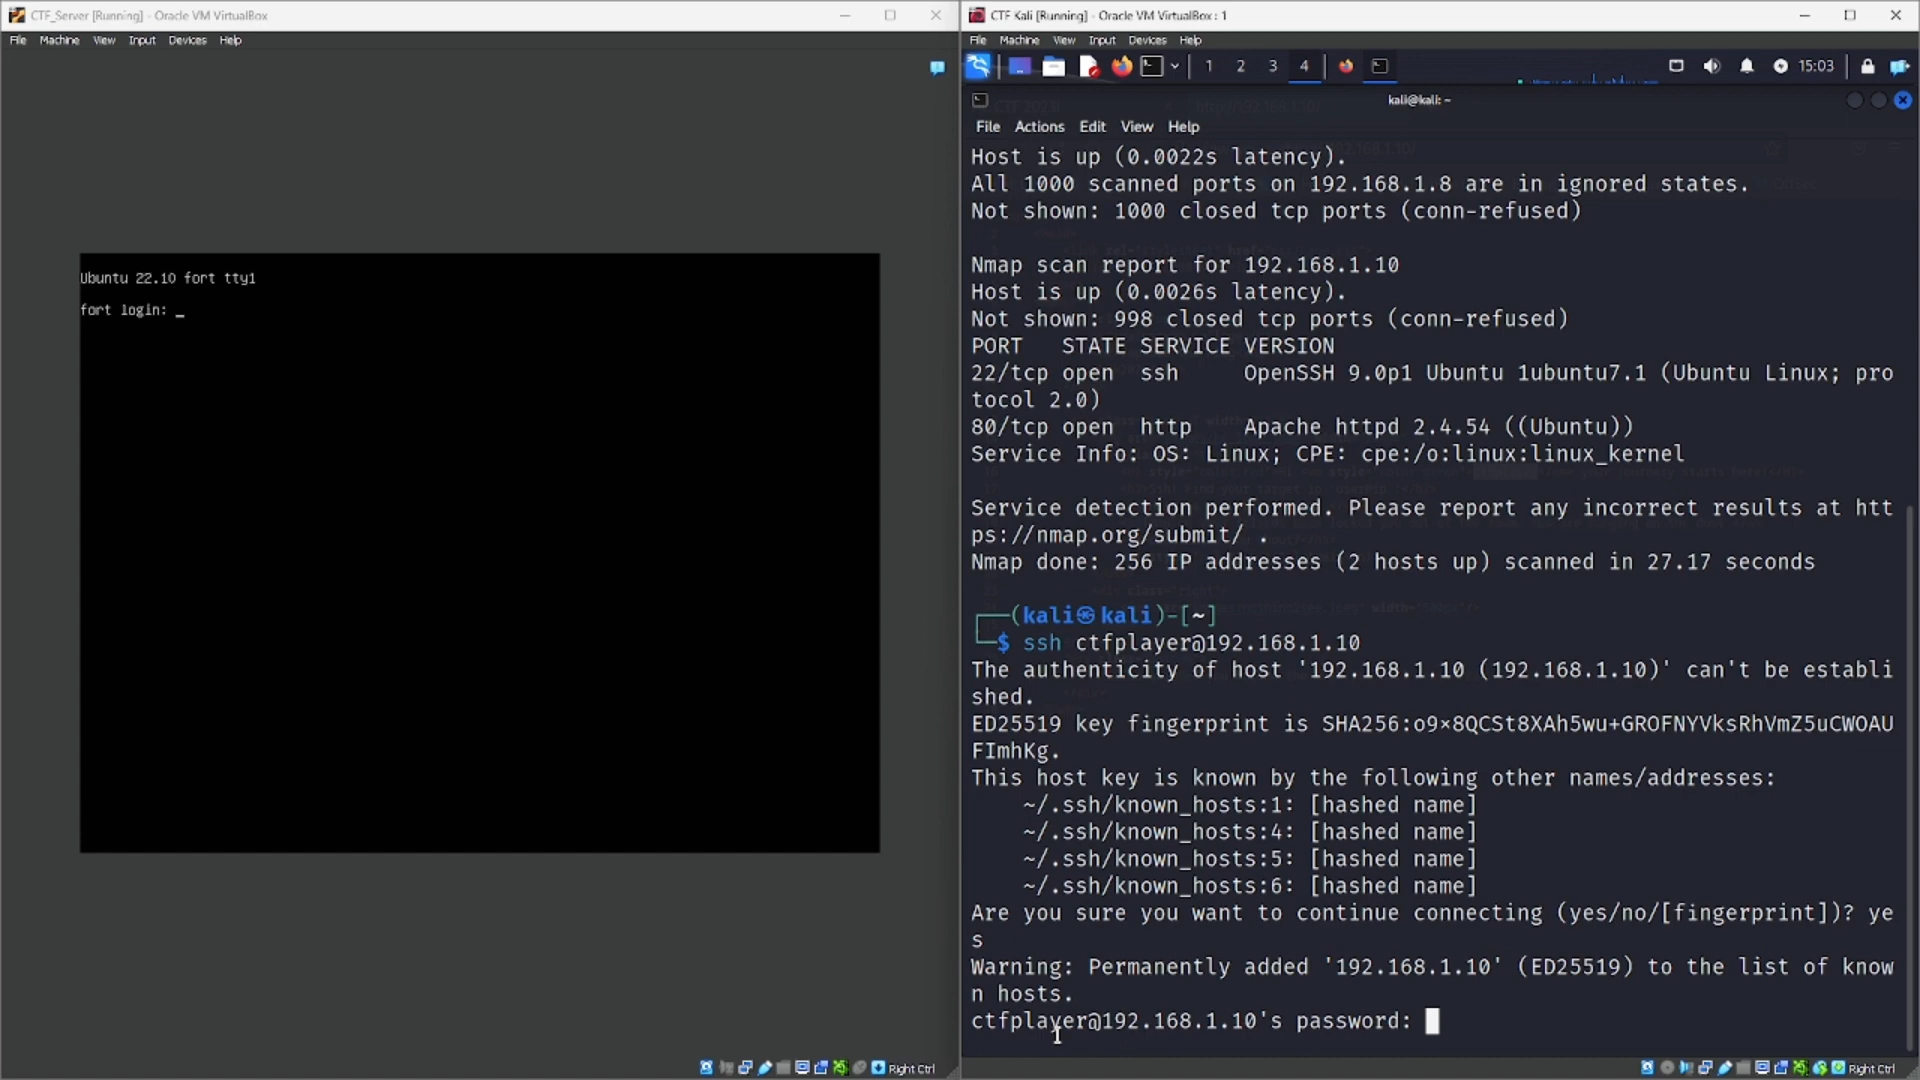 CTF_Server [Running] - Oracle VM VirtualBox
File Machine View Input Devices Help
Ubuntu 22.10 fort tty1
fort login: _
Right Ctrl
CTF Kali [Running] - Oracle VM VirtualBox : 1
File Machine View Input Devices Help
1 2 3 4 15:03
kali@kali: ~
File Actions Edit View Help
Host is up (0.0022s latency).
All 1000 scanned ports on 192.168.1.8 are in ignored states.
Not shown: 1000 closed tcp ports (conn-refused)
Nmap scan report for 192.168.1.10
Host is up (0.0026s latency).
Not shown: 998 closed tcp ports (conn-refused)
PORT STATE SERVICE VERSION
22/tcp open ssh OpenSSH 9.0p1 Ubuntu 1ubuntu7.1 (Ubuntu Linux; pro
tocol 2.0)
80/tcp open http Apache httpd 2.4.54 ((Ubuntu))
Service Info: OS: Linux; CPE: cpe:/o:linux:linux_kernel
Service detection performed. Please report any incorrect results at htt
ps://nmap.org/submit/ .
Nmap done: 256 IP addresses (2 hosts up) scanned in 27.17 seconds
(kali㉿kali)-[~]
$ ssh ctfplayer@192.168.1.10
The authenticity of host '192.168.1.10 (192.168.1.10)' can't be establi
shed.
ED25519 key fingerprint is SHA256:o9×8QCSt8XAh5wu+GROFNYVksRhVmZ5uCWOAU
FImhKg.
This host key is known by the following other names/addresses:
~/.ssh/known_hosts:1: [hashed name]
~/.ssh/known_hosts:4: [hashed name]
~/.ssh/known_hosts:5: [hashed name]
~/.ssh/known_hosts:6: [hashed name]
Are you sure you want to continue connecting (yes/no/[fingerprint])? ye
s
Warning: Permanently added '192.168.1.10' (ED25519) to the list of know
n hosts.
ctfplayer@192.168.1.10's password:
Right Ctrl